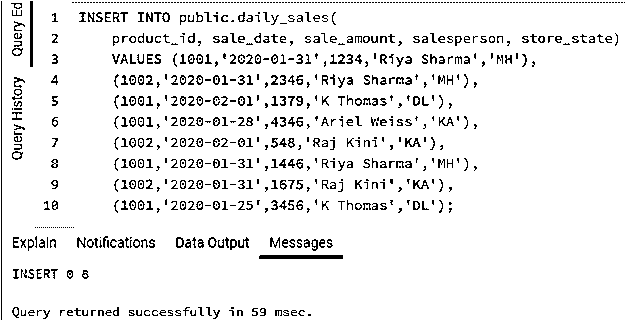 Query Ed
Query History
1 INSERT INTO public.daily_sales(
2 product_id, sale_date, sale_amount, salesperson, store_state)
3 VALUES (1001,'2020-01-31',1234,'Riya Sharma','MH'),
4 (1002,'2020-01-31',2346,'Riya Sharma','MH'),
5 (1002,'2020-02-01',1379,'K Thomas','DL'),
6 (1001,'2020-01-28',4346,'Ariel Weiss','KA'),
7 (1002,'2020-02-01',548,'Raj Kini','KA'),
8 (1001,'2020-01-31',1446,'Riya Sharma','MH'),
9 (1002,'2020-01-31',1675,'Raj Kini','KA'),
10 (1001,'2020-01-25',3456,'K Thomas','DL');
Explain Notifications Data Output Messages
INSERT 0 8
Query returned successfully in 59 msec.